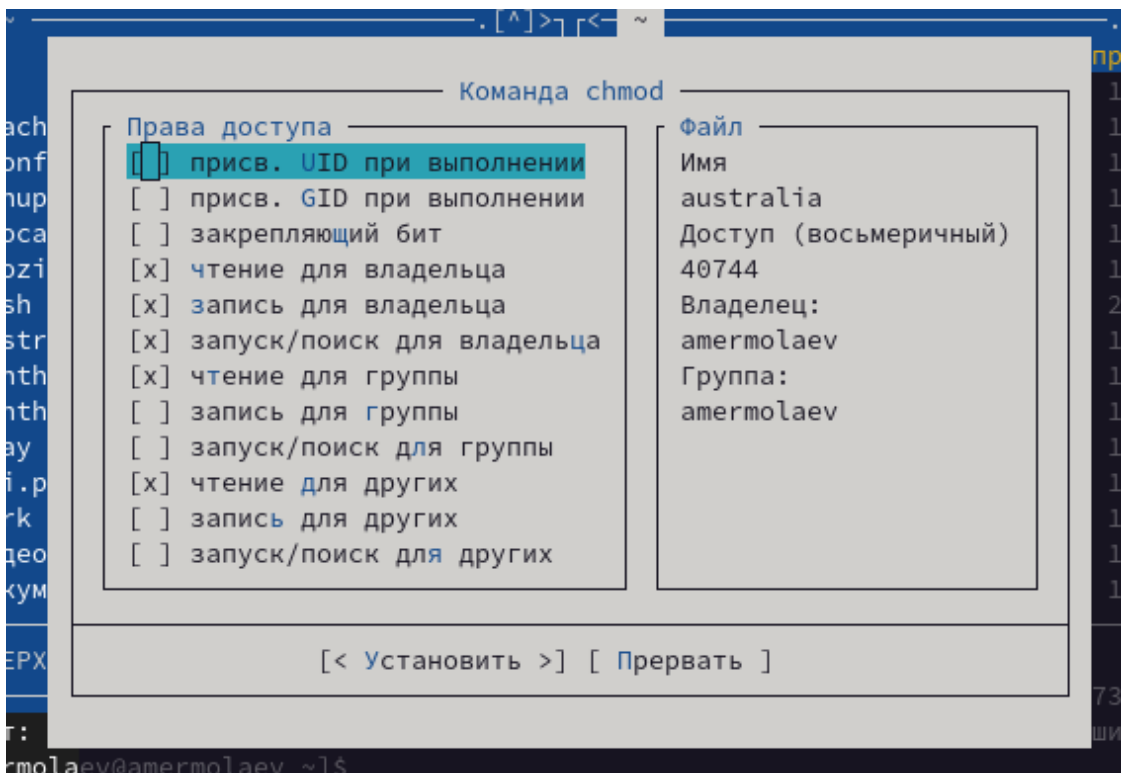 ~ .[^]>┐┌<─ ~
Команда chmod
Права доступа
[ ] присв. UID при выполнении
[ ] присв. GID при выполнении
[ ] закрепляющий бит
[x] чтение для владельца
[x] запись для владельца
[x] запуск/поиск для владельца
[x] чтение для группы
[ ] запись для группы
[ ] запуск/поиск для группы
[x] чтение для других
[ ] запись для других
[ ] запуск/поиск для других
Файл
Имя
australia
Доступ (восьмеричный)
40744
Владелец:
amermolaev
Группа:
amermolaev
[< Установить >] [ Прервать ]
rmolaev@amermolaev ~]$